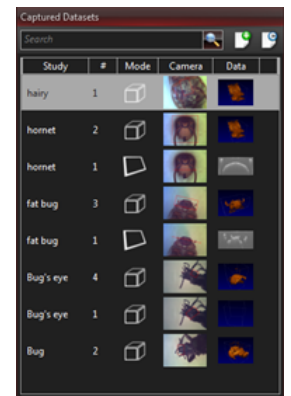 Captured Datasets
Search
Study # Mode Camera Data
hairy 1
hornet 2
hornet 1
fat bug 3
fat bug 1
Bug's eye 4
Bug's eye 1
Bug 2